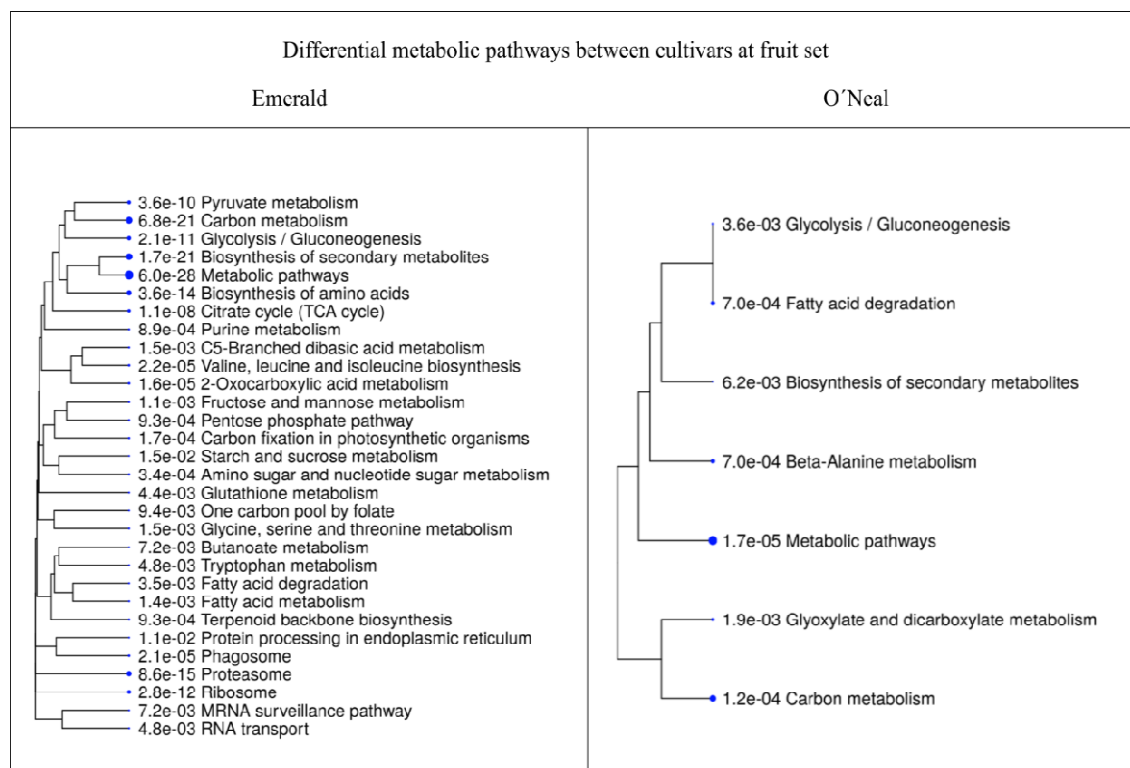 Differential metabolic pathways between cultivars at fruit set
Emerald
O´Neal
3.6e-10 Pyruvate metabolism
6.8e-21 Carbon metabolism
2.1e-11 Glycolysis / Gluconeogenesis
1.7e-21 Biosynthesis of secondary metabolites
6.0e-28 Metabolic pathways
3.6e-14 Biosynthesis of amino acids
1.1e-08 Citrate cycle (TCA cycle)
8.9e-04 Purine metabolism
1.5e-03 C5-Branched dibasic acid metabolism
2.2e-05 Valine, leucine and isoleucine biosynthesis
1.6e-05 2-Oxocarboxylic acid metabolism
1.1e-03 Fructose and mannose metabolism
9.3e-04 Pentose phosphate pathway
1.7e-04 Carbon fixation in photosynthetic organisms
1.5e-02 Starch and sucrose metabolism
3.4e-04 Amino sugar and nucleotide sugar metabolism
4.4e-03 Glutathione metabolism
9.4e-03 One carbon pool by folate
1.5e-03 Glycine, serine and threonine metabolism
7.2e-03 Butanoate metabolism
4.8e-03 Tryptophan metabolism
3.5e-03 Fatty acid degradation
1.4e-03 Fatty acid metabolism
9.3e-04 Terpenoid backbone biosynthesis
1.1e-02 Protein processing in endoplasmic reticulum
2.1e-05 Phagosome
8.6e-15 Proteasome
2.8e-12 Ribosome
7.2e-03 MRNA surveillance pathway
4.8e-03 RNA transport
3.6e-03 Glycolysis / Gluconeogenesis
7.0e-04 Fatty acid degradation
6.2e-03 Biosynthesis of secondary metabolites
7.0e-04 Beta-Alanine metabolism
1.7e-05 Metabolic pathways
1.9e-03 Glyoxylate and dicarboxylate metabolism
1.2e-04 Carbon metabolism